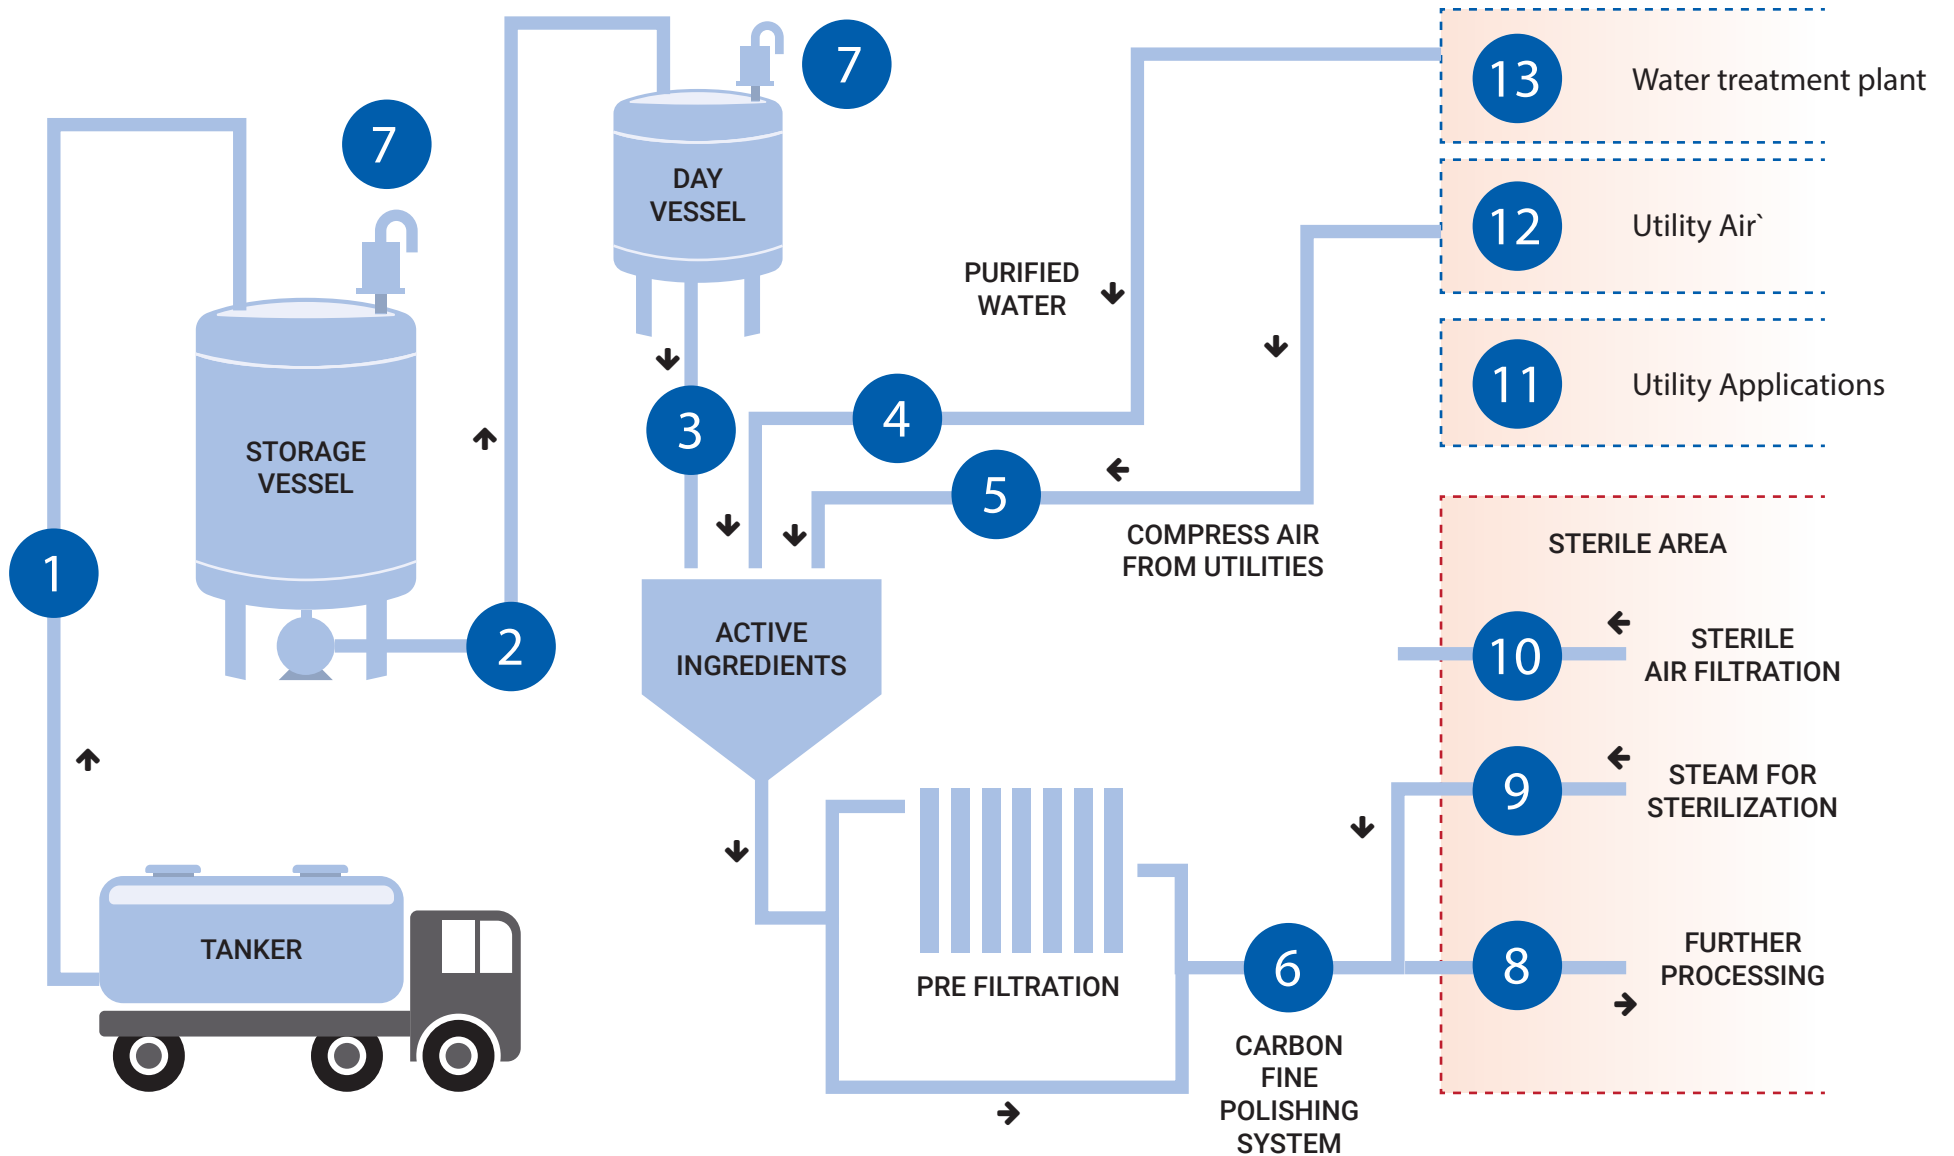 7
7
13
Water treatment plant
DAY
VESSEL
12
Utility Air`
PURIFIED
WATER
11
Utility Applications
3
4
STORAGE
VESSEL
5
COMPRESS AIR
FROM UTILITIES
STERILE AREA
1
2
ACTIVE
INGREDIENTS
10
STERILE
AIR FILTRATION
9
STEAM FOR
STERILIZATION
TANKER
PRE FILTRATION
6
8
FURTHER
PROCESSING
CARBON
FINE
POLISHING
SYSTEM